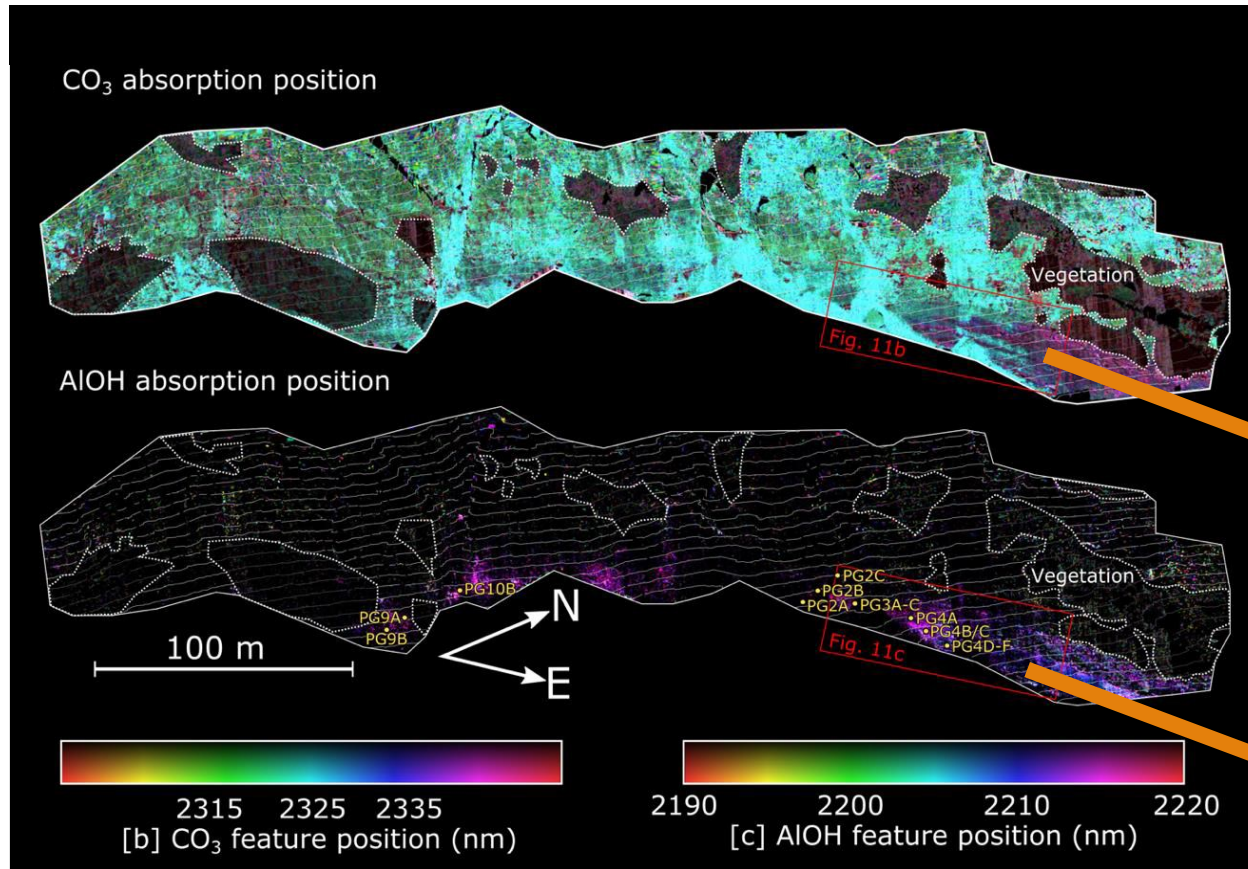 CO₃ absorption position
Vegetation
Fig. 11b
AlOH absorption position
PG2C
PG2B
PG10B
PG2A
PG3A-C
PG9A
PG4A
PG9B
PG4B/C
PG4D-F
Vegetation
Fig. 11c
100 m
N
E
2315 2325 2335
[b] CO₃ feature position (nm)
2190 2200 2210 2220
[c] AlOH feature position (nm)